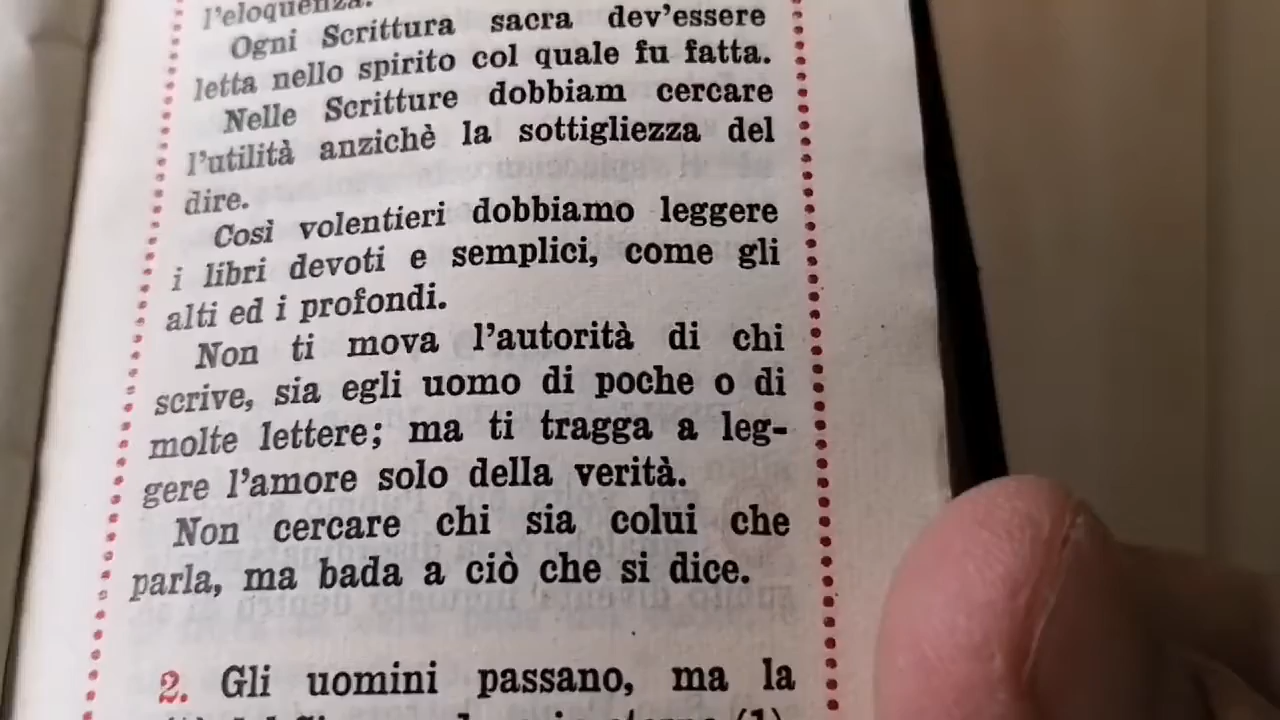 l'eloquenza.
Ogni Scrittura sacra dev'essere
letta nello spirito col quale fu fatta.
Nelle Scritture dobbiam cercare
l'utilità anzichè la sottigliezza del
dire.
Così volentieri dobbiamo leggere
i libri devoti e semplici, come gli
alti ed i profondi.
Non ti mova l'autorità di chi
scrive, sia egli uomo di poche o di
molte lettere; ma ti tragga a leg-
gere l'amore solo della verità.
Non cercare chi sia colui che
parla, ma bada a ciò che si dice.
2. Gli uomini passano, ma la
(1)